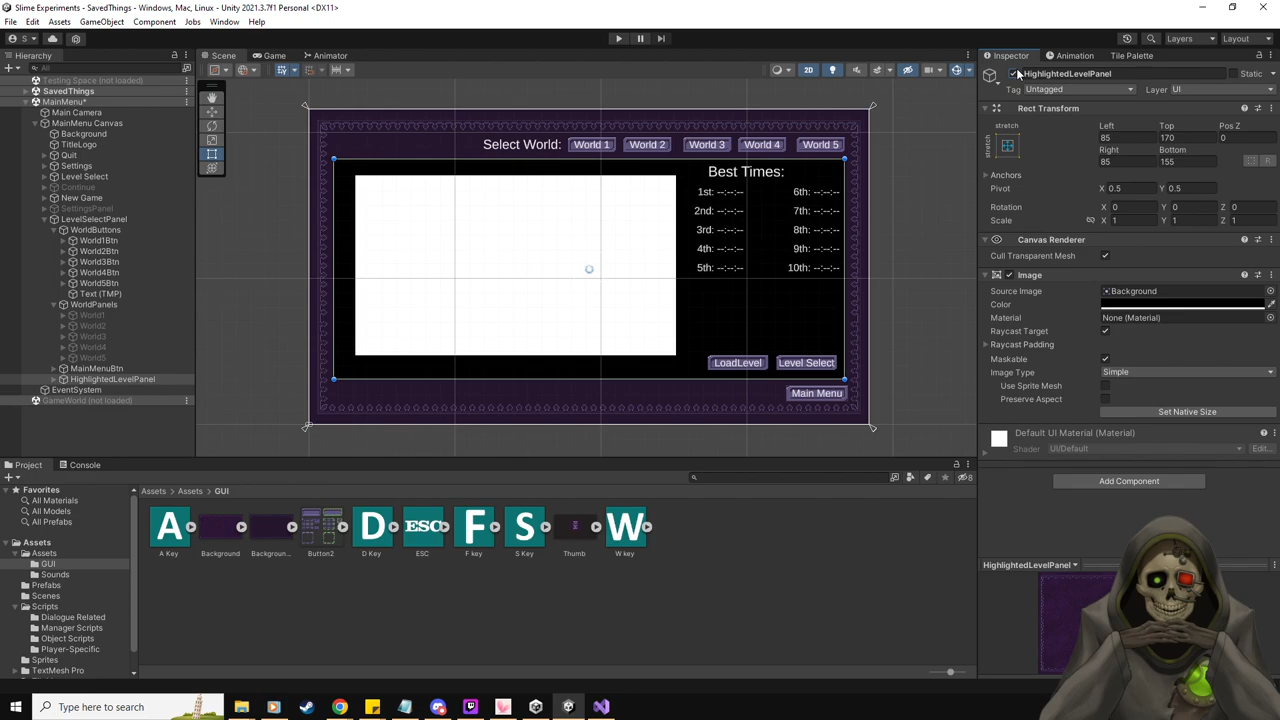 Slime Experiments - SavedThings - Windows, Mac, Linux - Unity 2021.3.7f1 Personal <DX11>
File Edit Assets GameObject Component Jobs Window Help
S Layers Layout
Hierarchy
All
Testing Space (not loaded)
SavedThings
MainMenu*
Main Camera
MainMenu Canvas
Background
TitleLogo
Quit
Settings
Level Select
Continue
New Game
SettingsPanel
LevelSelectPanel
WorldButtons
World1Btn
World2Btn
World3Btn
World4Btn
World5Btn
Text (TMP)
WorldPanels
World1
World2
World3
World4
World5
MainMenuBtn
HighlightedLevelPanel
EventSystem
GameWorld (not loaded)
Scene Game Animator
2D
Select World: World 1 World 2 World 3 World 4 World 5
Best Times:
1st: --:--:-- 6th: --:--:--
2nd: --:--:-- 7th: --:--:--
3rd: --:--:-- 8th: --:--:--
4th: --:--:-- 9th: --:--:--
5th: --:--:-- 10th: --:--:--
LoadLevel Level Select
Main Menu
Inspector Animation Tile Palette
HighlightedLevelPanel Static
Tag Untagged Layer UI
Rect Transform
stretch Left Top Pos Z
stretch 85 170 0
Right Bottom
85 155 R
Anchors
Pivot X 0.5 Y 0.5
Rotation X 0 Y 0 Z 0
Scale X 1 Y 1 Z 1
Canvas Renderer
Cull Transparent Mesh
Image
Source Image Background
Color
Material None (Material)
Raycast Target
Raycast Padding
Maskable
Image Type Simple
Use Sprite Mesh
Preserve Aspect
Set Native Size
Default UI Material (Material)
Shader UI/Default Edit...
Add Component
HighlightedLevelPanel
Project Console
8
Favorites
All Materials
All Models
All Prefabs
Assets
Assets
GUI
Sounds
Prefabs
Scenes
Scripts
Dialogue Related
Manager Scripts
Object Scripts
Player-Specific
Sprites
TextMesh Pro
Assets Assets GUI
A D ESC F S W
A Key Background Backgroun... Button2 D Key ESC F key S Key Thumb W key
Type here to search